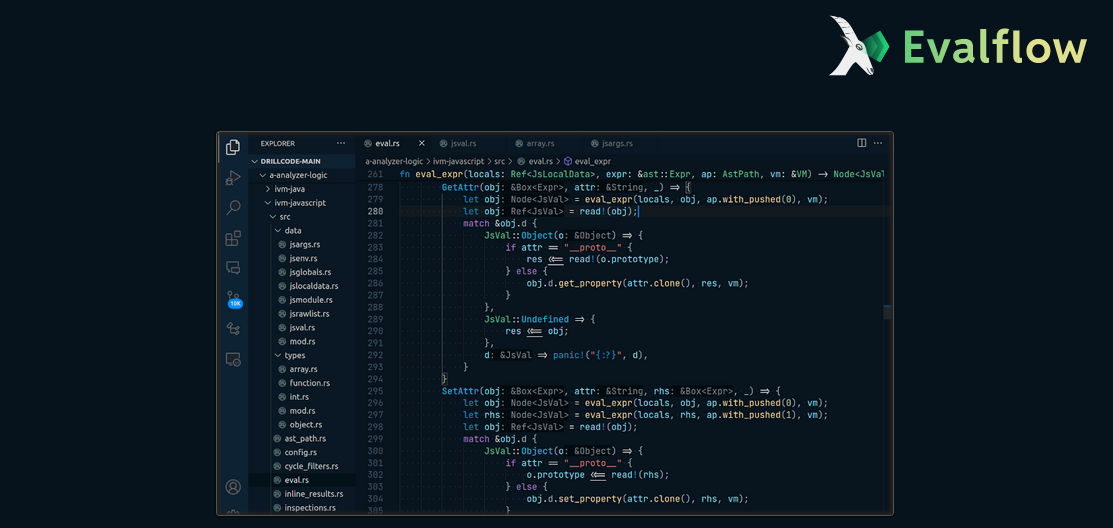 Evalflow
EXPLORER ···
DRILLCODE-MAIN
a-analyzer-logic
ivm-java
ivm-javascript
src
data
jsargs.rs
jsenv.rs
jsglobals.rs
jslocaldata.rs
jsmodule.rs
jsrawlist.rs
jsval.rs
mod.rs
types
array.rs
function.rs
int.rs
mod.rs
object.rs
ast_path.rs
config.rs
cycle_filters.rs
eval.rs
inline_results.rs
inspections.rs
10K
eval.rs × jsval.rs array.rs jsargs.rs ···
a-analyzer-logic > ivm-javascript > src > eval.rs > eval_expr
261 fn eval_expr(locals: Ref<JsLocalData>, expr: &ast::Expr, ap: AstPath, vm: &VM) → Node<JsVal
278 GetAttr(obj: &Box<Expr>, attr: &String, _) ⇒ {
279 let obj: Node<JsVal> = eval_expr(locals, obj, ap.with_pushed(0), vm);
280 let obj: Ref<JsVal> = read!(obj);
281 match &obj.d {
282 JsVal::Object(o: &Object) ⇒ {
283 if attr == "__proto__" {
284 res <== read!(o.prototype);
285 } else {
286 obj.d.get_property(attr.clone(), res, vm);
287 }
288 },
289 JsVal::Undefined ⇒ {
290 res <== obj;
291 },
292 d: &JsVal ⇒ panic!("{:?}", d),
293 }
294 }
295 SetAttr(obj: &Box<Expr>, attr: &String, rhs: &Box<Expr>, _) ⇒ {
296 let obj: Node<JsVal> = eval_expr(locals, obj, ap.with_pushed(0), vm);
297 let rhs: Node<JsVal> = eval_expr(locals, rhs, ap.with_pushed(1), vm);
298 let obj: Ref<JsVal> = read!(obj);
299 match &obj.d {
300 JsVal::Object(o: &Object) ⇒ {
301 if attr == "__proto__" {
302 o.prototype <== read!(rhs);
303 } else {
304 obj.d.set_property(attr.clone(), rhs, vm);
305 }